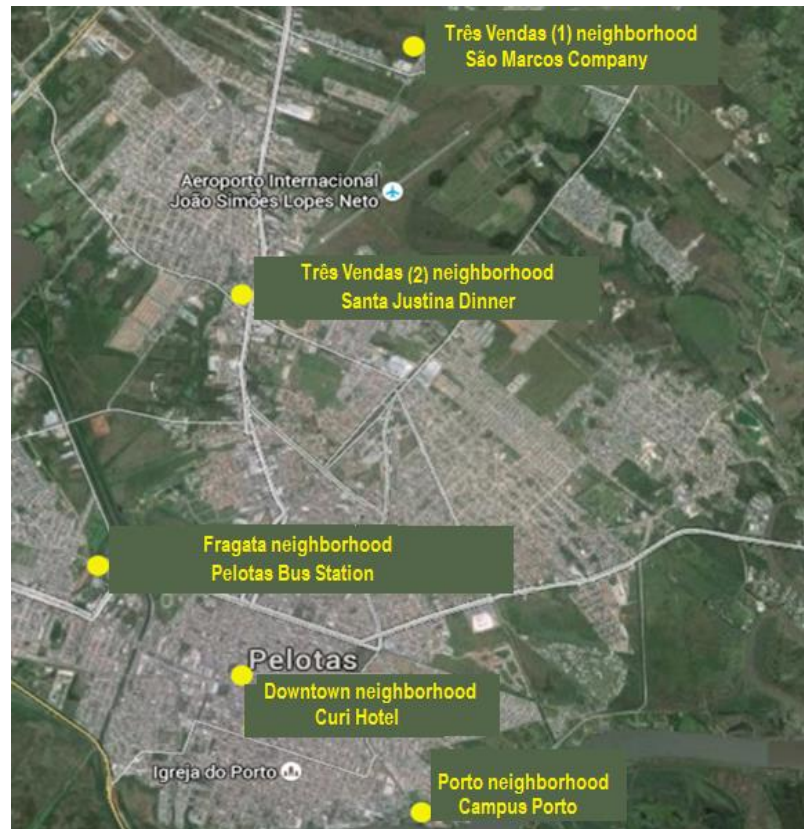 Três Vendas (1) neighborhood
São Marcos Company
Aeroporto Internacional
João Simões Lopes Neto
Três Vendas (2) neighborhood
Santa Justina Dinner
Fragata neighborhood
Pelotas Bus Station
Pelotas
Downtown neighborhood
Curi Hotel
Igreja do Porto
Porto neighborhood
Campus Porto